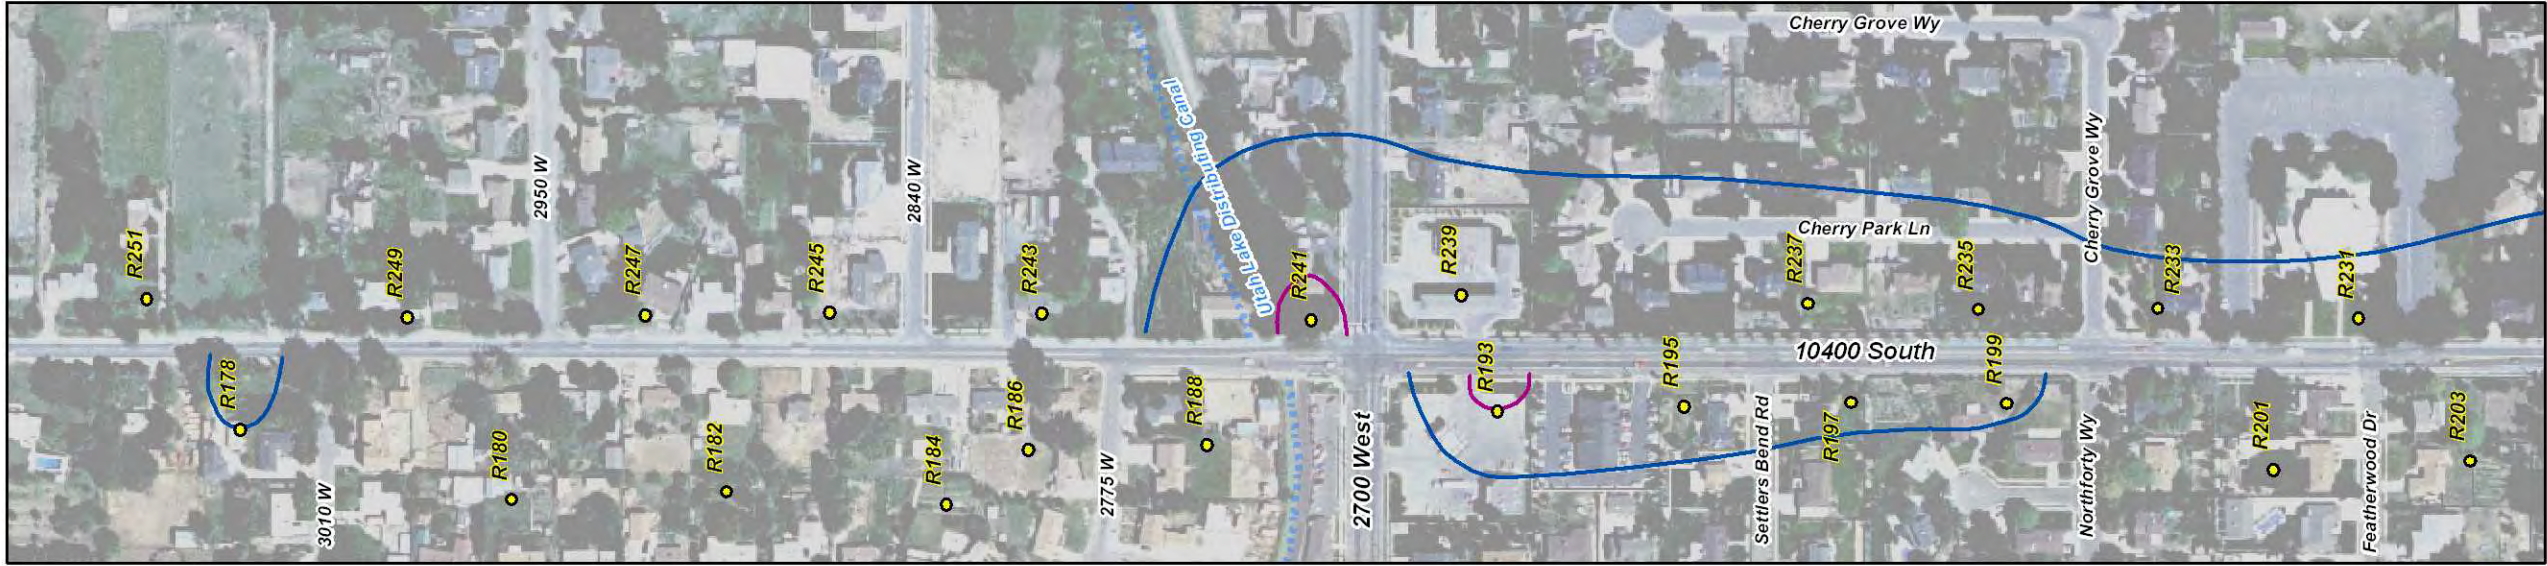 Cherry Grove Wy
Utah Lake Distributing Canal
2950 W
2840 W
Cherry Grove Wy
Cherry Park Ln
R251
R249
R247
R245
R243
R241
R239
R237
R235
R233
R231
10400 South
R178
R180
R182
R184
R186
R188
R193
R195
R197
R199
R201
R203
3010 W
2775 W
2700 West
Settlers Bend Rd
Northforty Wy
Featherwood Dr